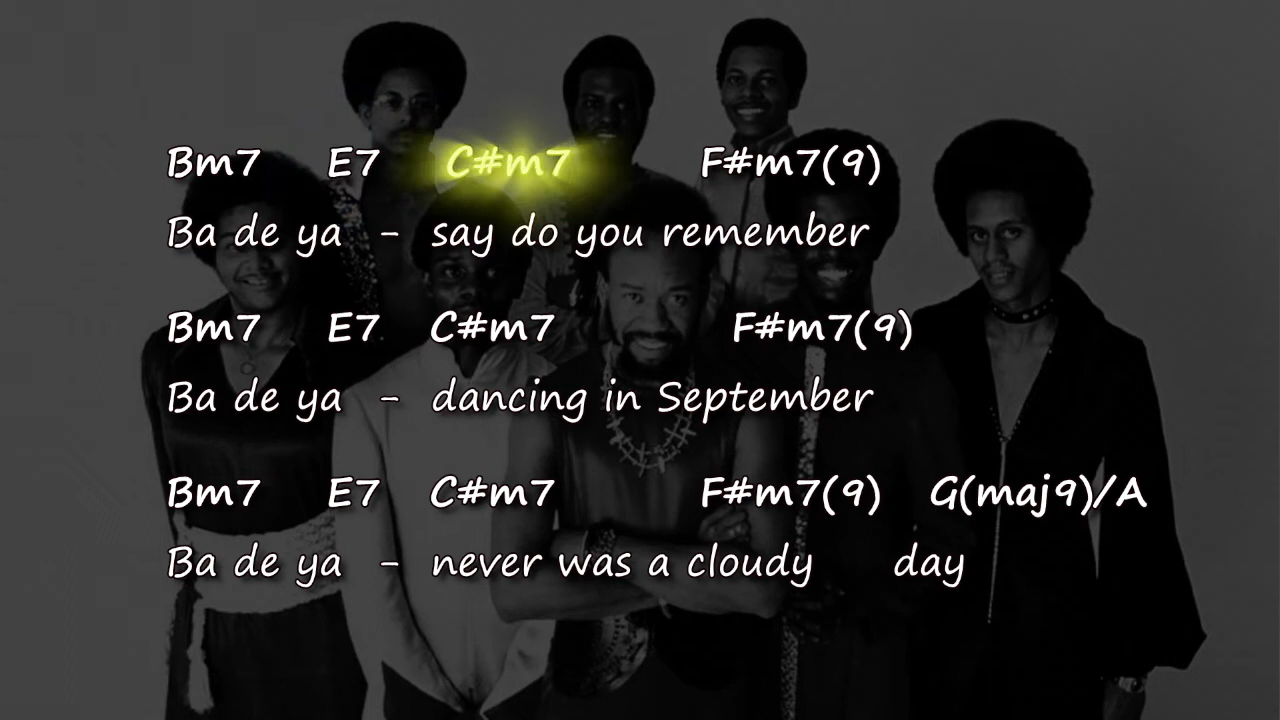 Bm7 E7 C#m7 F#m7(9)
Ba de ya - say do you remember
Bm7 E7 C#m7 F#m7(9)
Ba de ya - dancing in September
Bm7 E7 C#m7 F#m7(9) G(maj9)/A
Ba de ya - never was a cloudy day